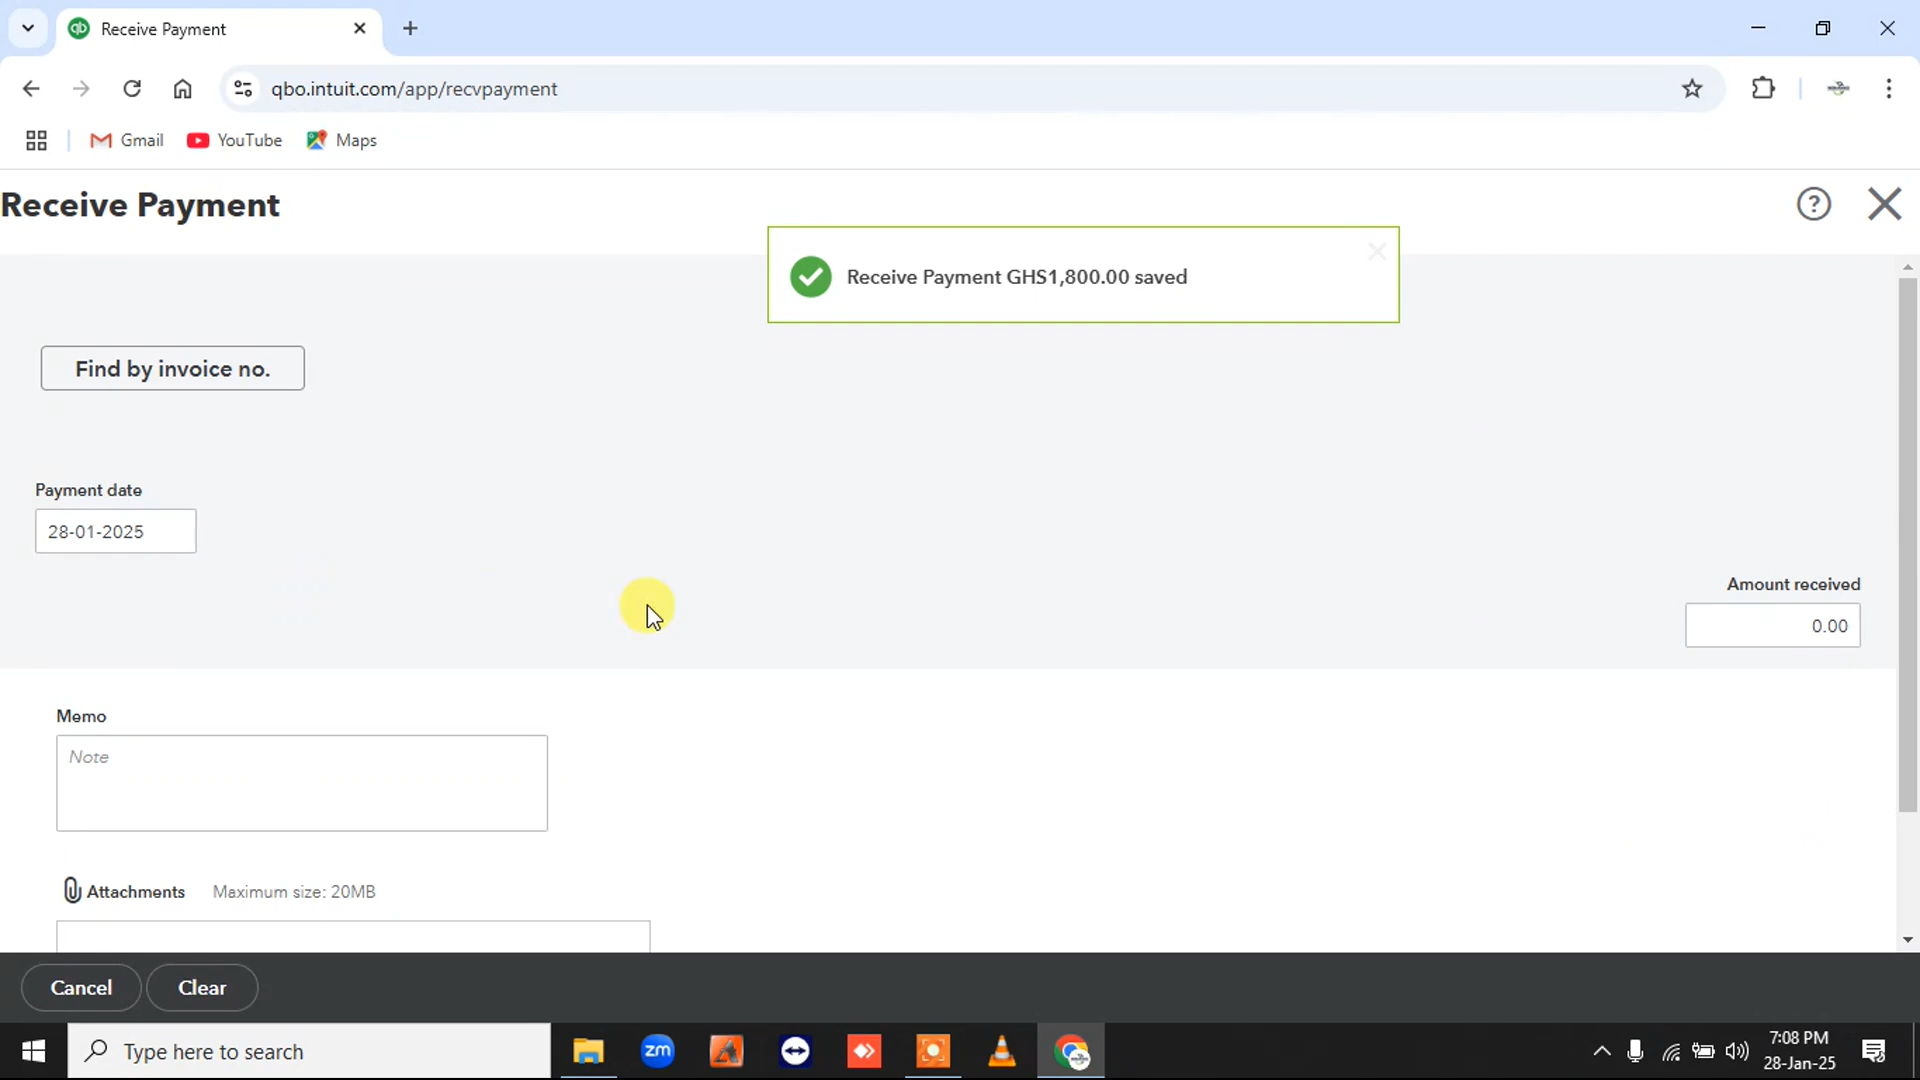 Receive Payment
qbo.intuit.com/app/recvpayment
Gmail YouTube Maps
Receive Payment
Receive Payment GHS1,800.00 saved
Find by invoice no.
Payment date
28-01-2025
Amount received
0.00
Memo
Note
Attachments Maximum size: 20MB
Cancel Clear
Type here to search
zm
7:08 PM
28-Jan-25